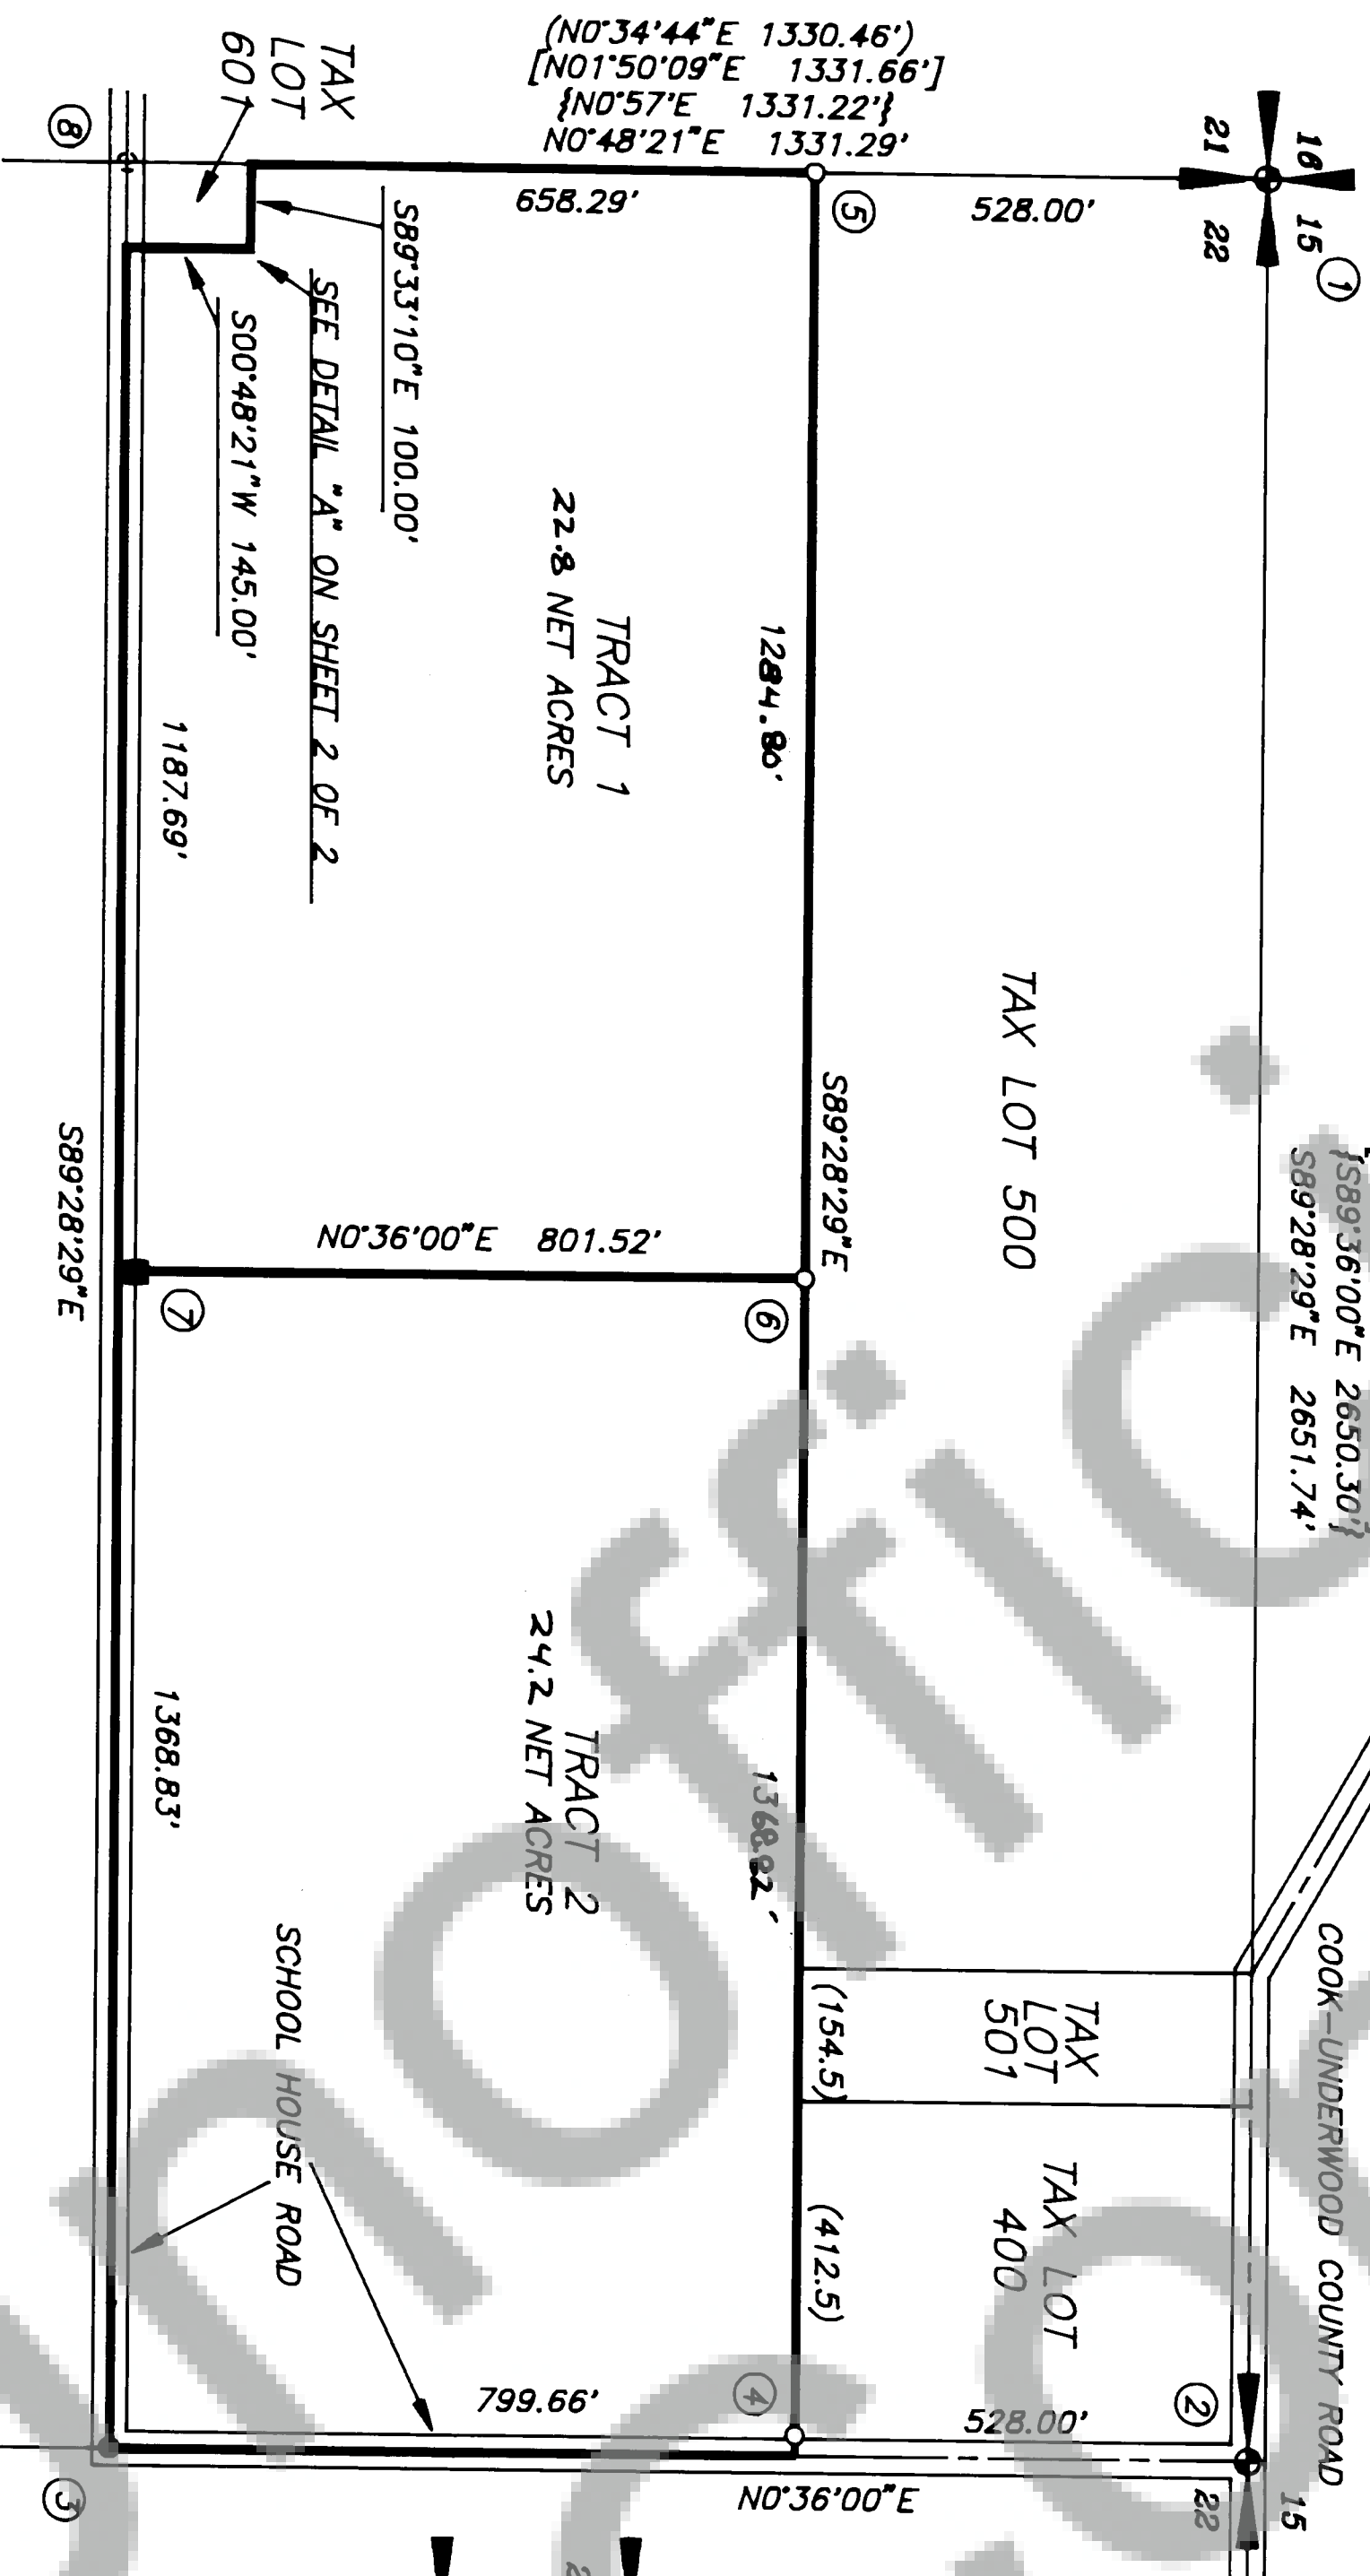 (N0°34'44"E 1330.46')
[N01°50'09"E 1331.66']
{N0°57'E 1331.22'}
N0°48'21"E 1331.29'
16
15
21
22
1
{S89°36'00"E 2650.30'}
S89°28'29"E 2651.74'
COOK-UNDERWOOD COUNTY ROAD
15
22
2
528.00'
5
TAX LOT 500
TAX
LOT
501
TAX LOT
400
528.00'
658.29'
1284.80'
S89°28'29"E
(154.5)
(412.5)
4
N0°36'00"E
TRACT 1
22.8 NET ACRES
N0°36'00"E 801.52'
6
7
TRACT 2
24.2 NET ACRES
799.66'
TAX
LOT
601
S89°33'10"E 100.00'
SEE DETAIL "A" ON SHEET 2 OF 2
S00°48'21"W 145.00'
SCHOOL HOUSE ROAD
1187.69'
1368.83'
8
S89°28'29"E
3